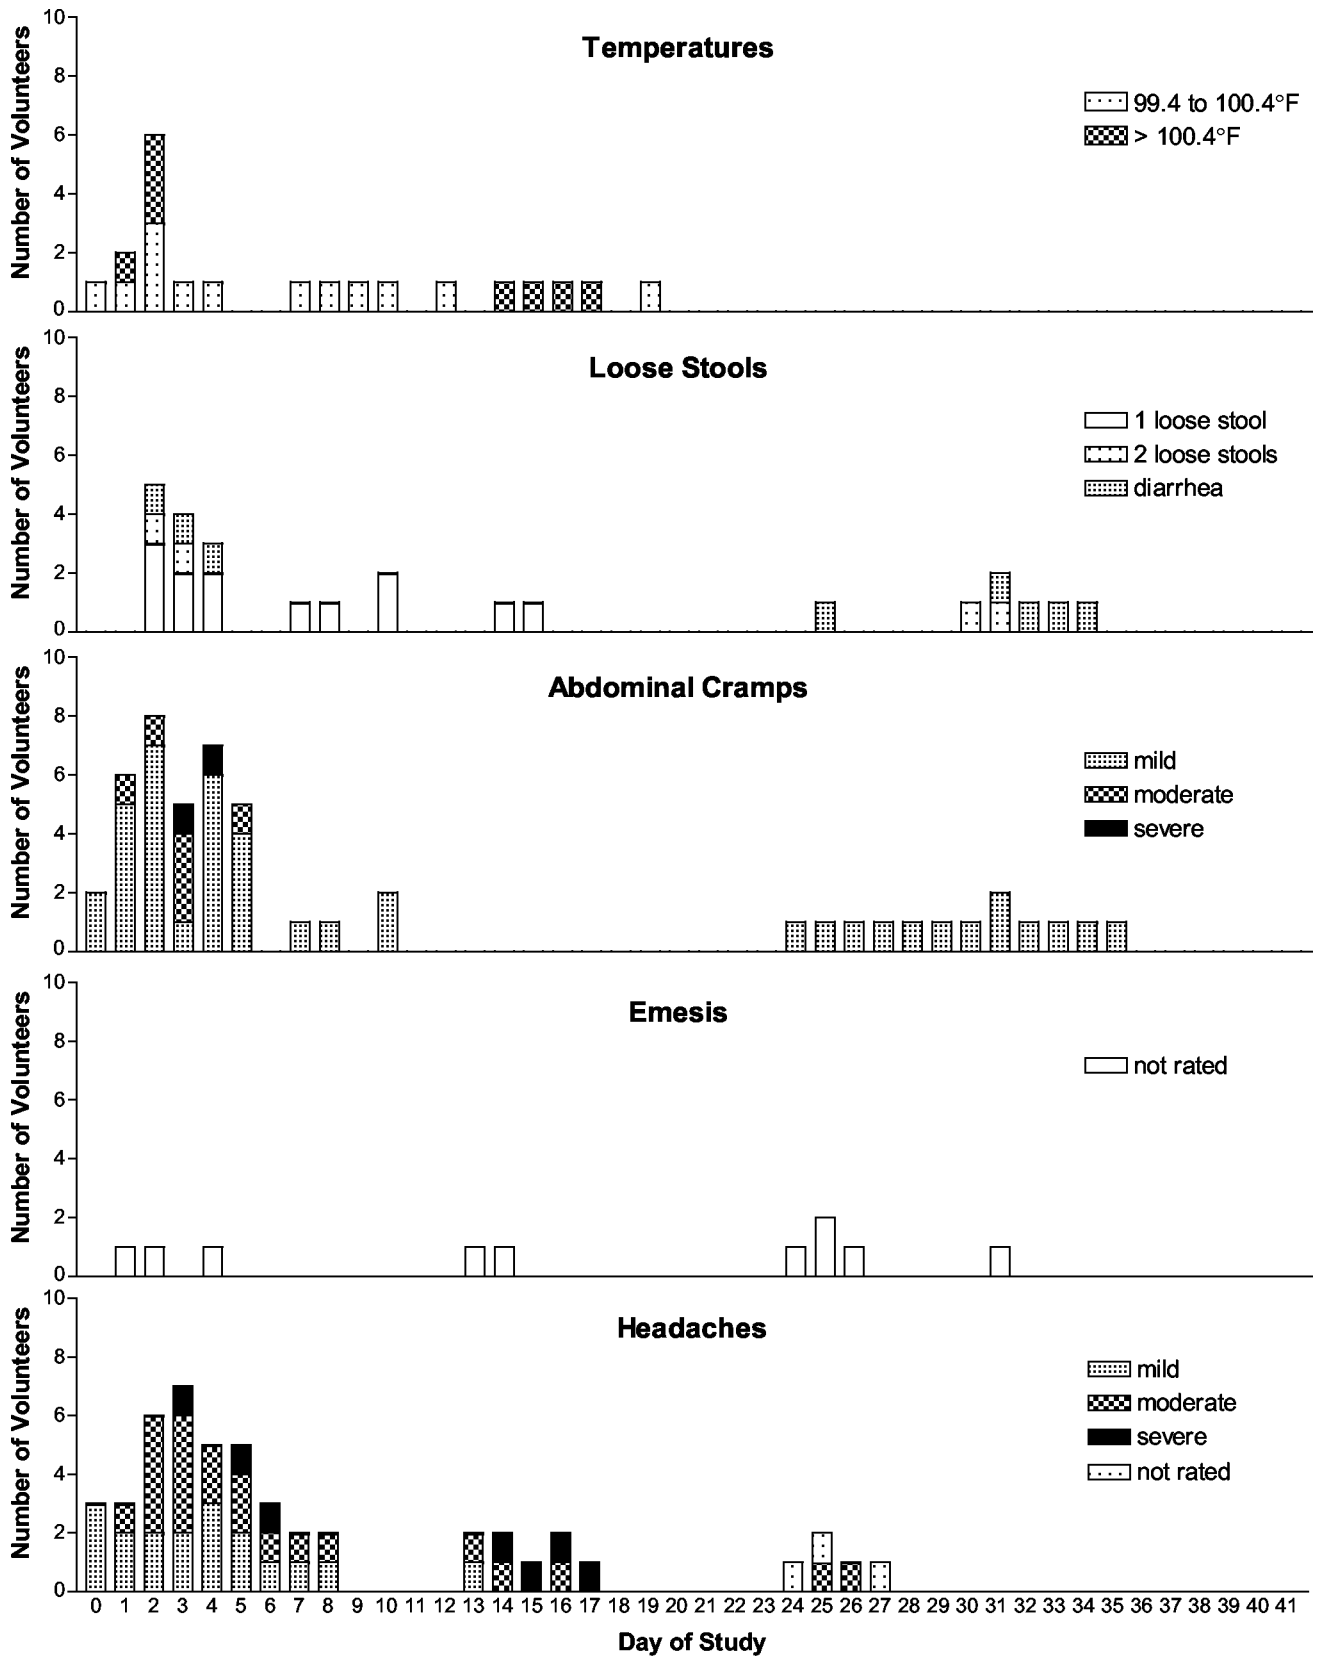 Temperatures
Number of Volunteers
10
8
6
4
2
0
99.4 to 100.4°F
> 100.4°F
Loose Stools
Number of Volunteers
10
8
6
4
2
0
1 loose stool
2 loose stools
diarrhea
Abdominal Cramps
Number of Volunteers
10
8
6
4
2
0
mild
moderate
severe
Emesis
Number of Volunteers
10
8
6
4
2
0
not rated
Headaches
Number of Volunteers
10
8
6
4
2
0
mild
moderate
severe
not rated
0 1 2 3 4 5 6 7 8 9 10 11 12 13 14 15 16 17 18 19 20 21 22 23 24 25 26 27 28 29 30 31 32 33 34 35 36 37 38 39 40 41
Day of Study